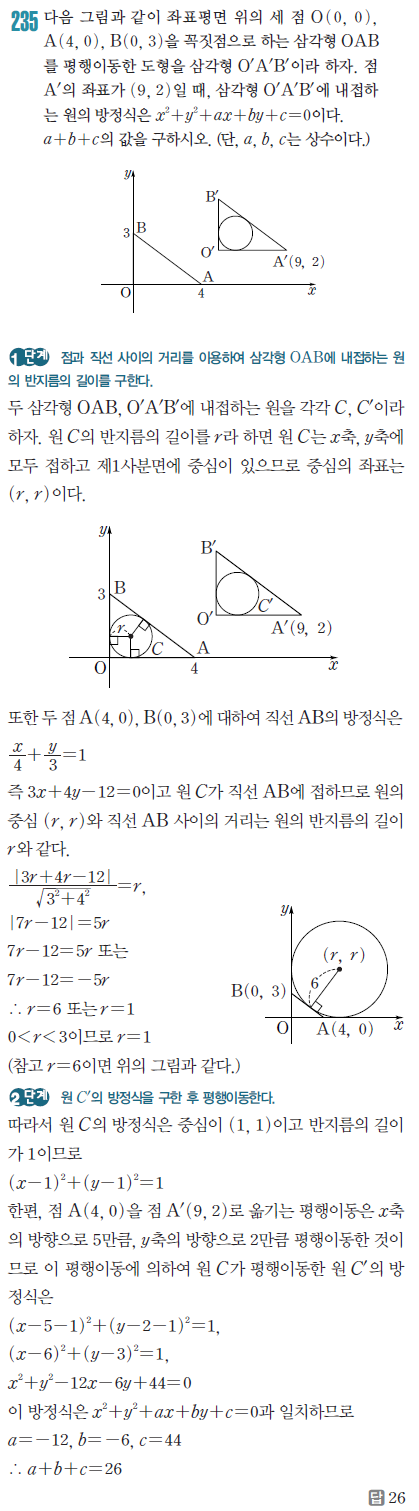 235 다음 그림과 같이 좌표평면 위의 세 점 O(0, 0),
A(4, 0), B(0, 3)을 꼭짓점으로 하는 삼각형 OAB
를 평행이동한 도형을 삼각형 O′A′B′이라 하자. 점
A′의 좌표가 (9, 2)일 때, 삼각형 O′A′B′에 내접하
는 원의 방정식은 x²+y²+ax+by+c=0이다.
a+b+c의 값을 구하시오. (단, a, b, c는 상수이다.)
y
B′
3 B
O′
A′(9, 2)
A
O 4 x
1단계 점과 직선 사이의 거리를 이용하여 삼각형 OAB에 내접하는 원
의 반지름의 길이를 구한다.
두 삼각형 OAB, O′A′B′에 내접하는 원을 각각 C, C′이라
하자. 원 C의 반지름의 길이를 r라 하면 원 C는 x축, y축에
모두 접하고 제1사분면에 중심이 있으므로 중심의 좌표는
(r, r)이다.
y
B′
3 B
O′ C′
A′(9, 2)
r
C A
O 4 x
또한 두 점 A(4, 0), B(0, 3)에 대하여 직선 AB의 방정식은
x/4+y/3=1
즉 3x+4y-12=0이고 원 C가 직선 AB에 접하므로 원의
중심 (r, r)와 직선 AB 사이의 거리는 원의 반지름의 길이
r와 같다.
|3r+4r-12|/√(3²+4²)=r,
|7r-12|=5r
7r-12=5r 또는
7r-12=-5r
∴ r=6 또는 r=1
0<r<3이므로 r=1
(참고 r=6이면 위의 그림과 같다.)
y
(r, r)
6
B(0, 3)
O A(4, 0) x
2단계 원 C′의 방정식을 구한 후 평행이동한다.
따라서 원 C의 방정식은 중심이 (1, 1)이고 반지름의 길이
가 1이므로
(x-1)²+(y-1)²=1
한편, 점 A(4, 0)을 점 A′(9, 2)로 옮기는 평행이동은 x축
의 방향으로 5만큼, y축의 방향으로 2만큼 평행이동한 것이
므로 이 평행이동에 의하여 원 C가 평행이동한 원 C′의 방
정식은
(x-5-1)²+(y-2-1)²=1,
(x-6)²+(y-3)²=1,
x²+y²-12x-6y+44=0
이 방정식은 x²+y²+ax+by+c=0과 일치하므로
a=-12, b=-6, c=44
∴ a+b+c=26
답 26